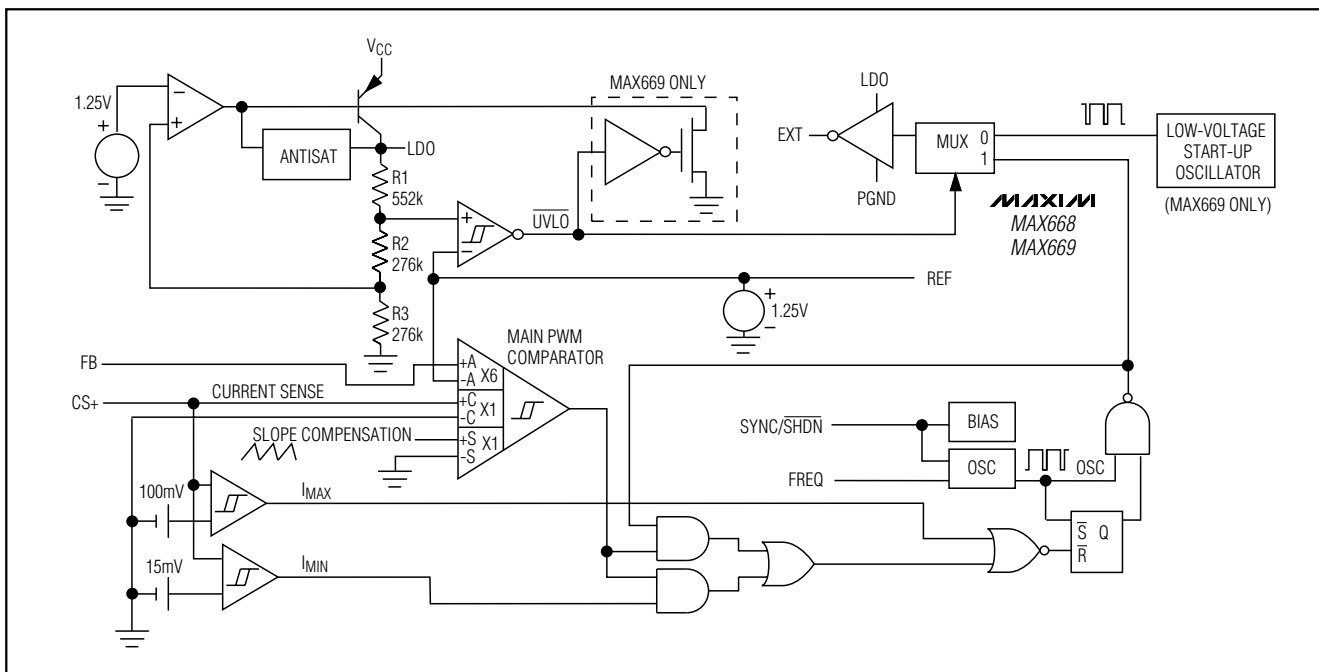 VCC
MAX669 ONLY
LDO
1.25V
−
+
+
−
ANTISAT
LDO
R1
552k
EXT
PGND
MUX 0
1
LOW-VOLTAGE
START-UP
OSCILLATOR
(MAX669 ONLY)
MAXIM
MAX668
MAX669
+
−
UVLO
R2
276k
REF
+
1.25V
−
R3
276k
MAIN PWM
COMPARATOR
FB
+A
-A X6
CS+
CURRENT SENSE
+C
-C X1
SLOPE COMPENSATION
+S
-S X1
SYNC/SHDN
BIAS
FREQ
OSC
OSC
100mV
IMAX
S Q
R
15mV
IMIN